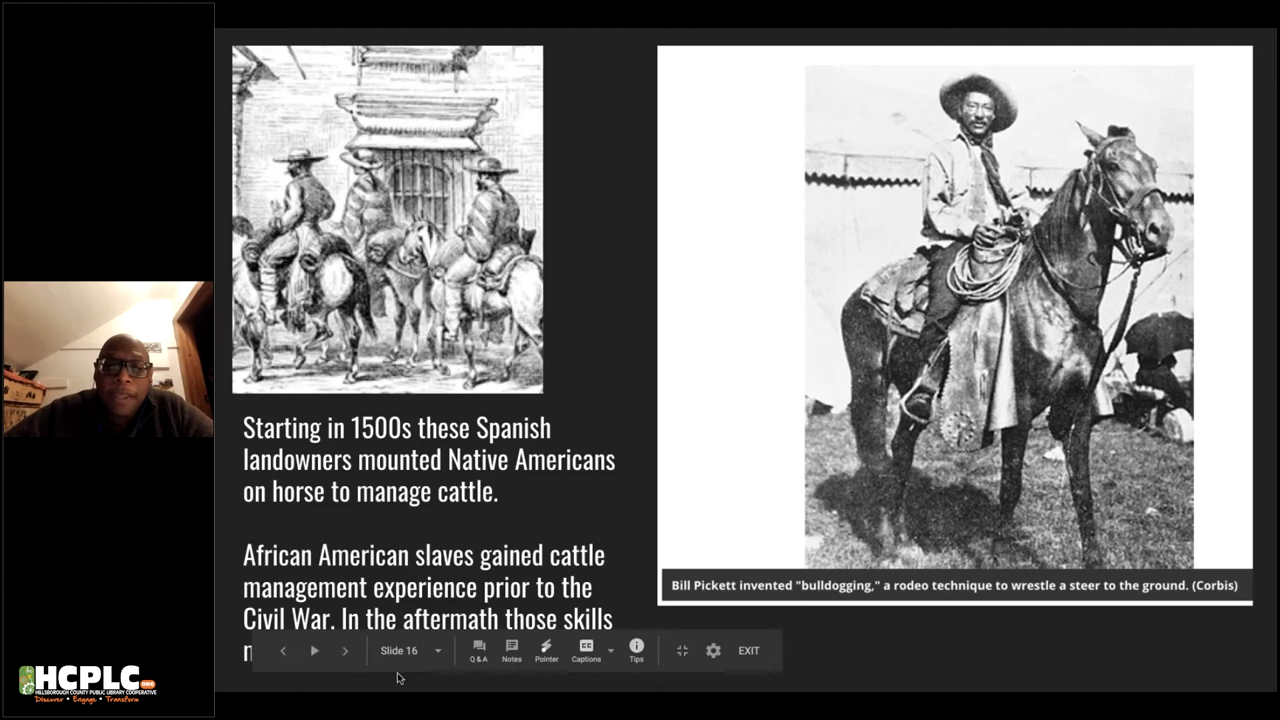 Starting in 1500s these Spanish
landowners mounted Native Americans
on horse to manage cattle.
African American slaves gained cattle
management experience prior to the
Civil War. In the aftermath those skills
Bill Pickett invented "bulldogging," a rodeo technique to wrestle a steer to the ground. (Corbis)
Slide 16
Q & A
Notes
Pointer
Captions
Tips
EXIT
HCPLC.ORG
HILLSBOROUGH COUNTY PUBLIC LIBRARY COOPERATIVE
Discover • Engage • Transform